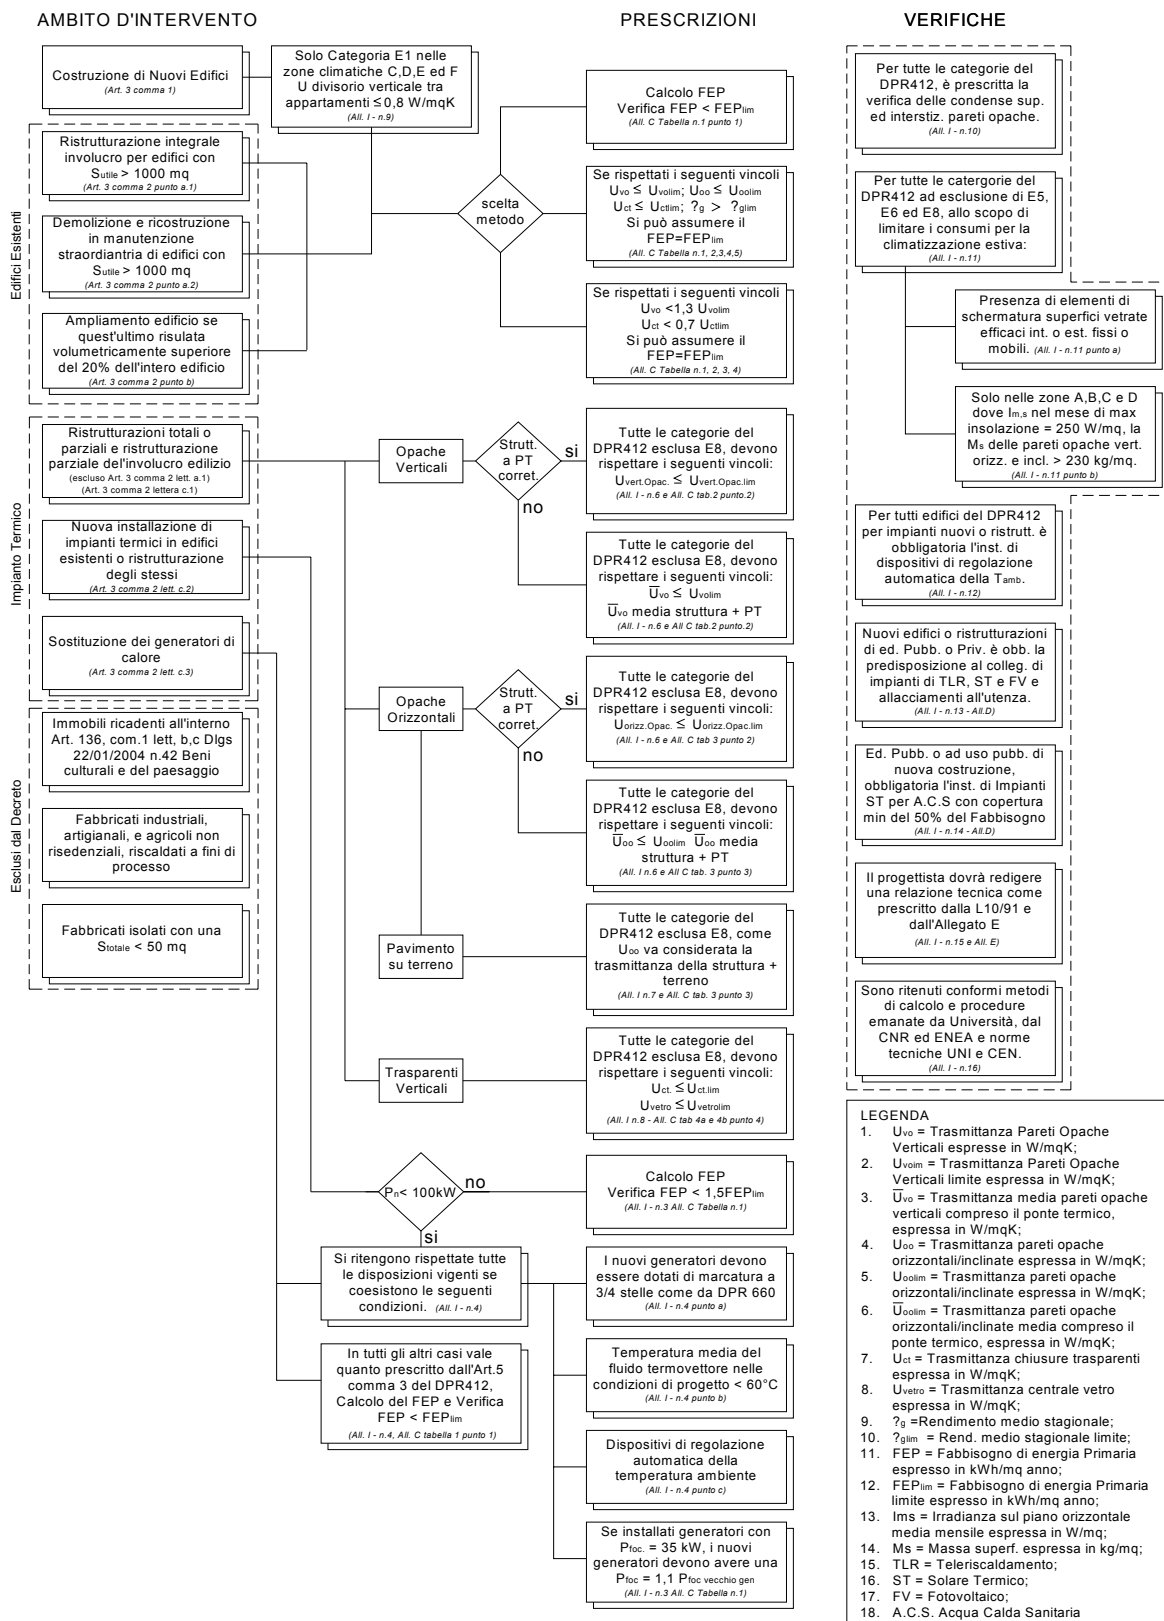 AMBITO D'INTERVENTO
PRESCRIZIONI
VERIFICHE
Costruzione di Nuovi Edifici
(Art. 3 comma 1)
Solo Categoria E1 nelle
zone climatiche C,D,E ed F
U divisorio verticale tra
appartamenti ≤ 0,8 W/mqK
(All. I - n.9)
Edifici Esistenti
Ristrutturazione integrale
involucro per edifici con
Sutile > 1000 mq
(Art. 3 comma 2 punto a.1)
Demolizione e ricostruzione
in manutenzione
straordiantria di edifici con
Sutile > 1000 mq
(Art. 3 comma 2 punto a.2)
Ampliamento edificio se
quest'ultimo risulata
volumetricamente superiore
del 20% dell'intero edificio
(Art. 3 comma 2 punto b)
scelta
metodo
Calcolo FEP
Verifica FEP < FEPlim
(All. C Tabella n.1 punto 1)
Se rispettati i seguenti vincoli
Uvo ≤ Uvolim; Uoo ≤ Uoolim
Uct ≤ Uctlim; ?g > ?glim
Si può assumere il
FEP=FEPlim
(All. C Tabella n.1, 2,3,4,5)
Se rispettati i seguenti vincoli
Uvo <1,3 Uvolim
Uct < 0,7 Uctlim
Si può assumere il
FEP=FEPlim
(All. C Tabella n.1, 2, 3, 4)
Impianto Termico
Ristrutturazioni totali o
parziali e ristrutturazione
parziale del'involucro edilizio
(escluso Art. 3 comma 2 lett. a.1)
(Art. 3 comma 2 lettera c.1)
Nuova installazione di
impianti termici in edifici
esistenti o ristrutturazione
degli stessi
(Art. 3 comma 2 lett. c.2)
Sostituzione dei generatori di
calore
(Art. 3 comma 2 lett. c.3)
Esclusi dal Decreto
Immobili ricadenti all'interno
Art. 136, com.1 lett, b,c Dlgs
22/01/2004 n.42 Beni
culturali e del paesaggio
Fabbricati industriali,
artigianali, e agricoli non
risedenziali, riscaldati a fini di
processo
Fabbricati isolati con una
Stotale < 50 mq
Opache
Verticali
Strutt.
a PT
corret.
si
no
Tutte le categorie del
DPR412 esclusa E8, devono
rispettare i seguenti vincoli:
Uvert.Opac. ≤ Uvert.Opac.lim
(All. I - n.6 e All. C tab.2 punto.2)
Tutte le categorie del
DPR412 esclusa E8, devono
rispettare i seguenti vincoli:
U̅vo ≤ Uvolim
U̅vo media struttura + PT
(All. I - n.6 e All C tab.2 punto.2)
Opache
Orizzontali
Strutt.
a PT
corret.
si
no
Tutte le categorie del
DPR412 esclusa E8, devono
rispettare i seguenti vincoli:
Uorizz.Opac. ≤ Uorizz.Opac.lim
(All. I - n.6 e All. C tab 3 punto 2)
Tutte le categorie del
DPR412 esclusa E8, devono
rispettare i seguenti vincoli:
U̅oo ≤ Uoolim U̅oo media
struttura + PT
(All. I n.6 e All C tab. 3 punto 3)
Pavimento
su terreno
Tutte le categorie del
DPR412 esclusa E8, come
Uoo va considerata la
trasmittanza della struttura +
terreno
(All. I n.7 e All. C tab. 3 punto 3)
Trasparenti
Verticali
Tutte le categorie del
DPR412 esclusa E8, devono
rispettare i seguenti vincoli:
Uct. ≤ Uct.lim
Uvetro ≤ Uvetrolim
(All. I n.8 - All. C tab 4a e 4b punto 4)
Pn< 100kW
no
si
Calcolo FEP
Verifica FEP < 1,5FEPlim
(All. I - n.3 All. C Tabella n.1)
Si ritengono rispettate tutte
le disposizioni vigenti se
coesistono le seguenti
condizioni. (All. I - n.4)
In tutti gli altri casi vale
quanto prescritto dall'Art.5
comma 3 del DPR412,
Calcolo del FEP e Verifica
FEP < FEPlim
(All. I - n.4, All. C tabella 1 punto 1)
I nuovi generatori devono
essere dotati di marcatura a
3/4 stelle come da DPR 660
(All. I - n.4 punto a)
Temperatura media del
fluido termovettore nelle
condizioni di progetto < 60°C
(All. I - n.4 punto b)
Dispositivi di regolazione
automatica della
temperatura ambiente
(All. I - n.4 punto c)
Se installati generatori con
Pfoc. = 35 kW, i nuovi
generatori devono avere una
Pfoc = 1,1 Pfoc vecchio gen
(All. I - n.3 All. C Tabella n.1)
Per tutte le categorie del
DPR412, è prescritta la
verifica delle condense sup.
ed interstiz. pareti opache.
(All. I - n.10)
Per tutte le catergorie del
DPR412 ad esclusione di E5,
E6 ed E8, allo scopo di
limitare i consumi per la
climatizzazione estiva:
(All. I - n.11)
Presenza di elementi di
schermatura superfici vetrate
efficaci int. o est. fissi o
mobili. (All. I - n.11 punto a)
Solo nelle zone A,B,C e D
dove Im,s nel mese di max
insolazione = 250 W/mq, la
Ms delle pareti opache vert.
orizz. e incl. > 230 kg/mq.
(All. I - n.11 punto b)
Per tutti edifici del DPR412
per impianti nuovi o ristrutt. è
obbligatoria l'inst. di
dispositivi di regolazione
automatica della Tamb.
(All. I - n.12)
Nuovi edifici o ristrutturazioni
di ed. Pubb. o Priv. è obb. la
predisposizione al colleg. di
impianti di TLR, ST e FV e
allacciamenti all'utenza.
(All. I - n.13 - All.D)
Ed. Pubb. o ad uso pubb. di
nuova costruzione,
obbligatoria l'inst. di Impianti
ST per A.C.S con copertura
min del 50% del Fabbisogno
(All. I - n.14 - All.D)
Il progettista dovrà redigere
una relazione tecnica come
prescritto dalla L10/91 e
dall'Allegato E
(All. I - n.15 e All. E)
Sono ritenuti conformi metodi
di calcolo e procedure
emanate da Università, dal
CNR ed ENEA e norme
tecniche UNI e CEN.
(All. I - n.16)
LEGENDA
1. Uvo = Trasmittanza Pareti Opache
Verticali espresse in W/mqK;
2. Uvolm = Trasmittanza Pareti Opache
Verticali limite espressa in W/mqK;
3. U̅vo = Trasmittanza media pareti opache
verticali compreso il ponte termico,
espressa in W/mqK;
4. Uoo = Trasmittanza pareti opache
orizzontali/inclinate espressa in W/mqK;
5. Uoolim = Trasmittanza pareti opache
orizzontali/inclinate espressa in W/mqK;
6. U̅oolim = Trasmittanza pareti opache
orizzontali/inclinate media compreso il
ponte termico, espressa in W/mqK;
7. Uct = Trasmittanza chiusure trasparenti
espressa in W/mqK;
8. Uvetro = Trasmittanza centrale vetro
espressa in W/mqK;
9. ?g =Rendimento medio stagionale;
10. ?glim = Rend. medio stagionale limite;
11. FEP = Fabbisogno di energia Primaria
espresso in kWh/mq anno;
12. FEPlim = Fabbisogno di energia Primaria
limite espresso in kWh/mq anno;
13. Ims = Irradianza sul piano orizzontale
media mensile espressa in W/mq;
14. Ms = Massa superf. espressa in kg/mq;
15. TLR = Teleriscaldamento;
16. ST = Solare Termico;
17. FV = Fotovoltaico;
18. A.C.S. Acqua Calda Sanitaria